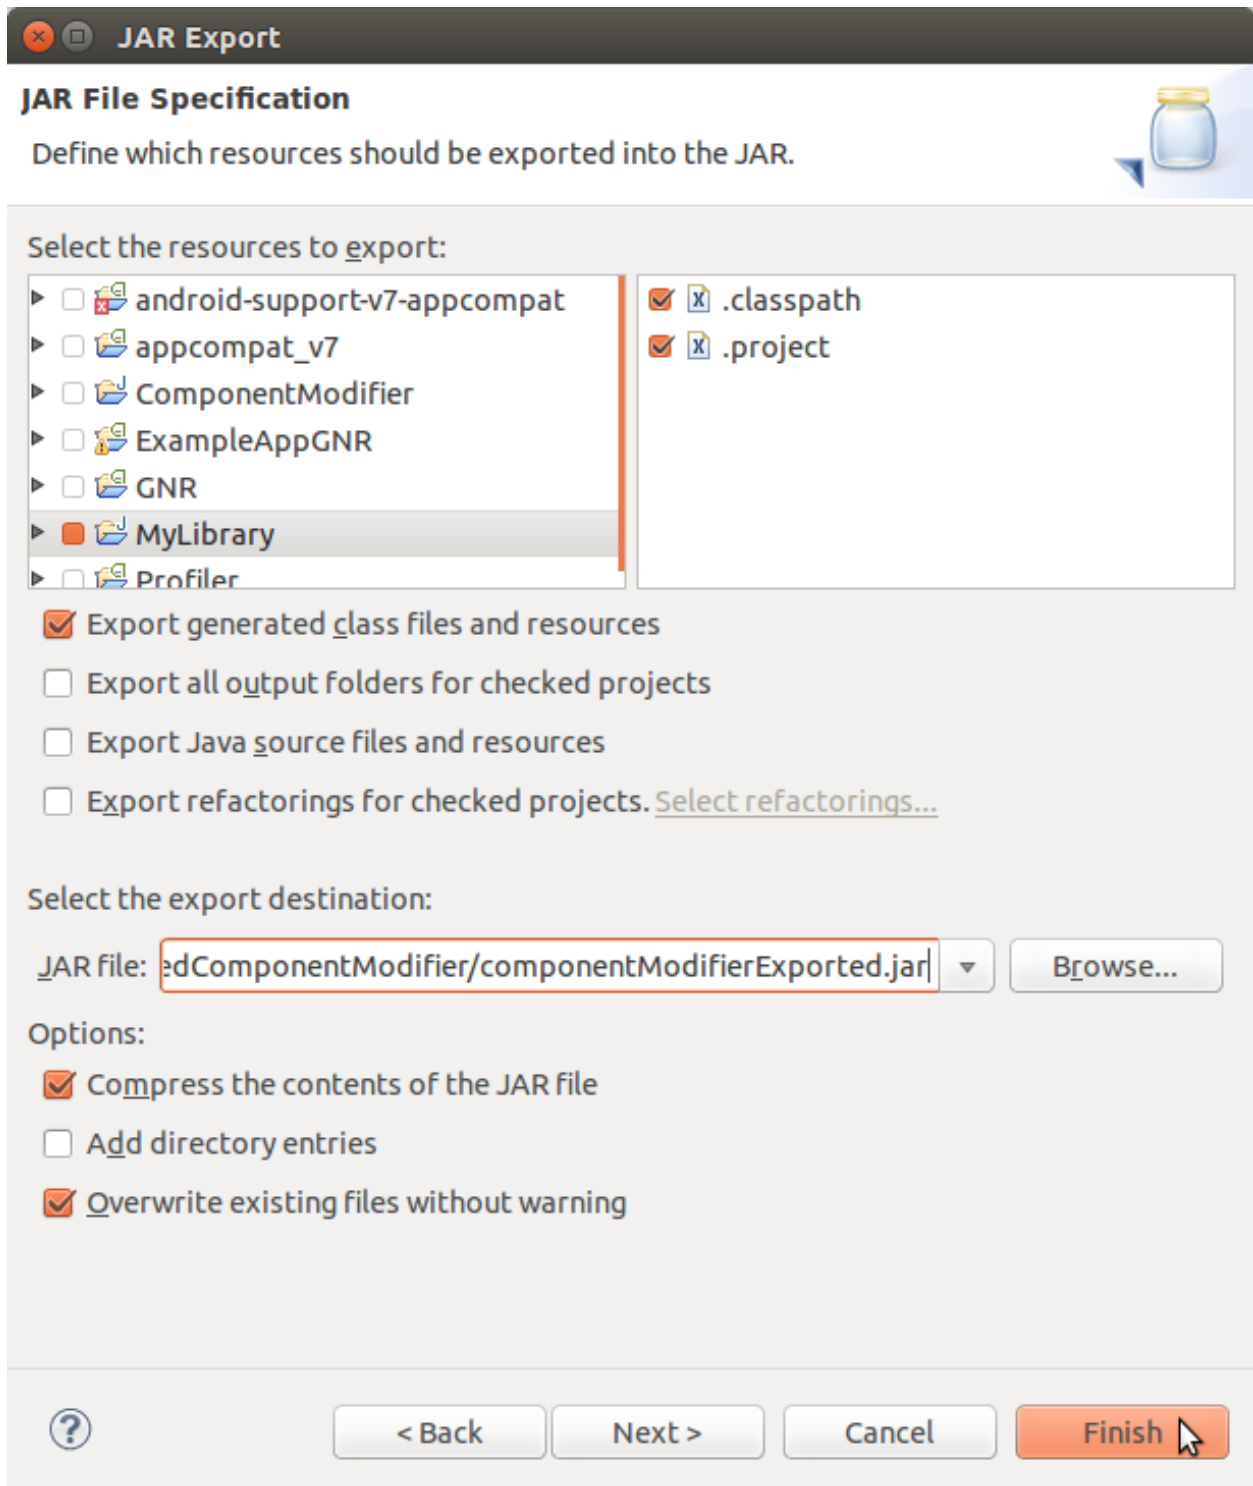 JAR Export
JAR File Specification
Define which resources should be exported into the JAR.
Select the resources to export:
android-support-v7-appcompat
appcompat_v7
ComponentModifier
ExampleAppGNR
GNR
MyLibrary
Profiler
.classpath
.project
Export generated class files and resources
Export all output folders for checked projects
Export Java source files and resources
Export refactorings for checked projects. Select refactorings...
Select the export destination:
JAR file: edComponentModifier/componentModifierExported.jar Browse...
Options:
Compress the contents of the JAR file
Add directory entries
Overwrite existing files without warning
? < Back Next > Cancel Finish